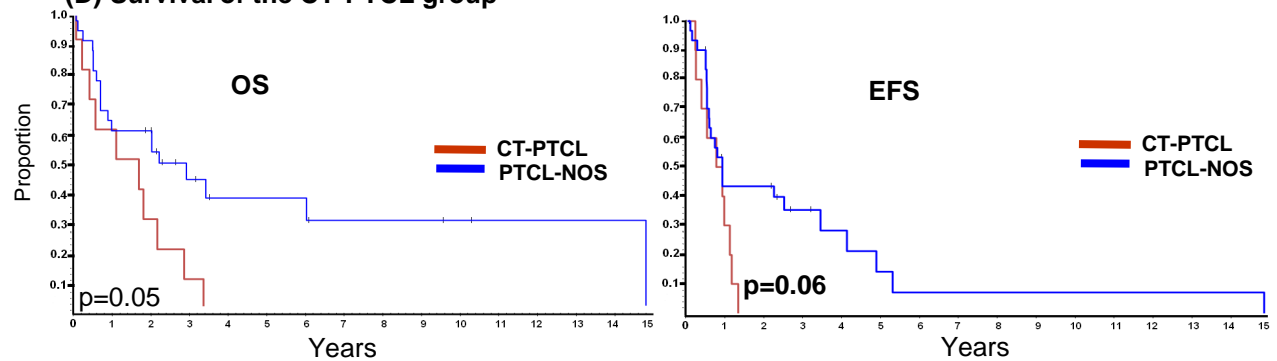 (D) Survival of the CT-PTCL group
1.0
0.9
0.8
0.7
0.6
0.5
0.4
0.3
0.2
0.1
Proportion
OS
CT-PTCL
PTCL-NOS
p=0.05
0 1 2 3 4 5 6 7 8 9 10 11 12 13 14 15
Years
1.0
0.9
0.8
0.7
0.6
0.5
0.4
0.3
0.2
0.1
EFS
CT-PTCL
PTCL-NOS
p=0.06
0 1 2 3 4 5 6 7 8 9 10 11 12 13 14 15
Years